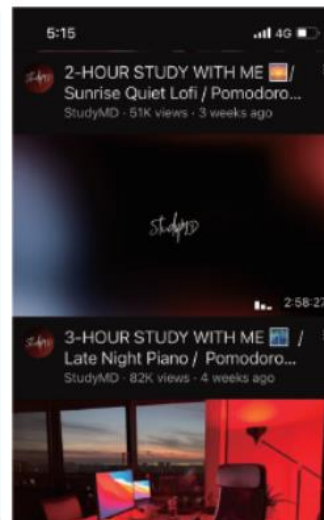 5:15 4G
2-HOUR STUDY WITH ME 🌅/
Sunrise Quiet Lofi / Pomodoro...
StudyMD · 51K views · 3 weeks ago
StudyMD
2:58:27
StudyMD
3-HOUR STUDY WITH ME 🌃 /
Late Night Piano / Pomodoro...
StudyMD · 82K views · 4 weeks ago